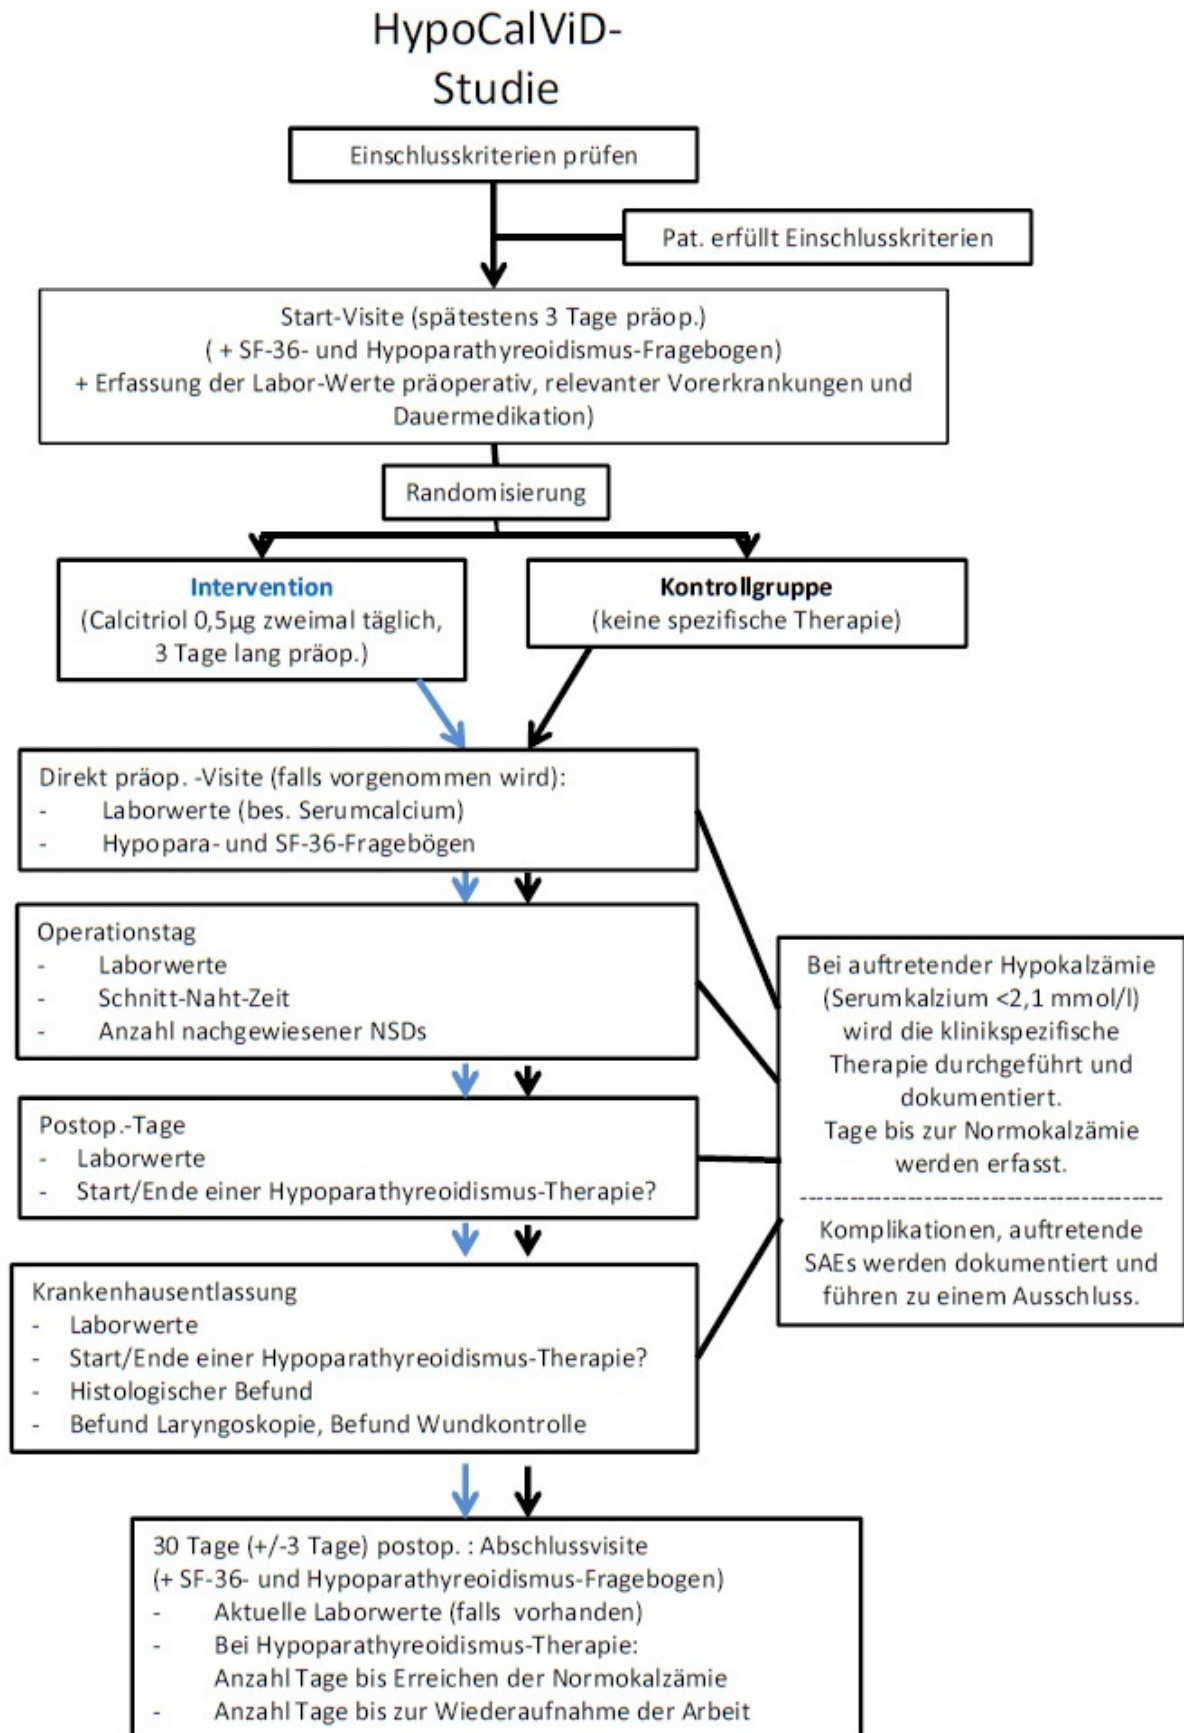 HypoCalViD-
Studie
Einschlusskriterien prüfen
Pat. erfüllt Einschlusskriterien
Start-Visite (spätestens 3 Tage präop.)
( + SF-36- und Hypoparathyreoidismus-Fragebogen)
+ Erfassung der Labor-Werte präoperativ, relevanter Vorerkrankungen und
Dauermedikation)
Randomisierung
Intervention
(Calcitriol 0,5µg zweimal täglich,
3 Tage lang präop.)
Kontrollgruppe
(keine spezifische Therapie)
Direkt präop. -Visite (falls vorgenommen wird):
- Laborwerte (bes. Serumcalcium)
- Hypopara- und SF-36-Fragebögen
Operationstag
- Laborwerte
- Schnitt-Naht-Zeit
- Anzahl nachgewiesener NSDs
Postop.-Tage
- Laborwerte
- Start/Ende einer Hypoparathyreoidismus-Therapie?
Krankenhausentlassung
- Laborwerte
- Start/Ende einer Hypoparathyreoidismus-Therapie?
- Histologischer Befund
- Befund Laryngoskopie, Befund Wundkontrolle
Bei auftretender Hypokalzämie
(Serumkalzium <2,1 mmol/l)
wird die klinikspezifische
Therapie durchgeführt und
dokumentiert.
Tage bis zur Normokalzämie
werden erfasst.
-----------------------------------------------
Komplikationen, auftretende
SAEs werden dokumentiert und
führen zu einem Ausschluss.
30 Tage (+/-3 Tage) postop. : Abschlussvisite
(+ SF-36- und Hypoparathyreoidismus-Fragebogen)
- Aktuelle Laborwerte (falls vorhanden)
- Bei Hypoparathyreoidismus-Therapie:
Anzahl Tage bis Erreichen der Normokalzämie
- Anzahl Tage bis zur Wiederaufnahme der Arbeit